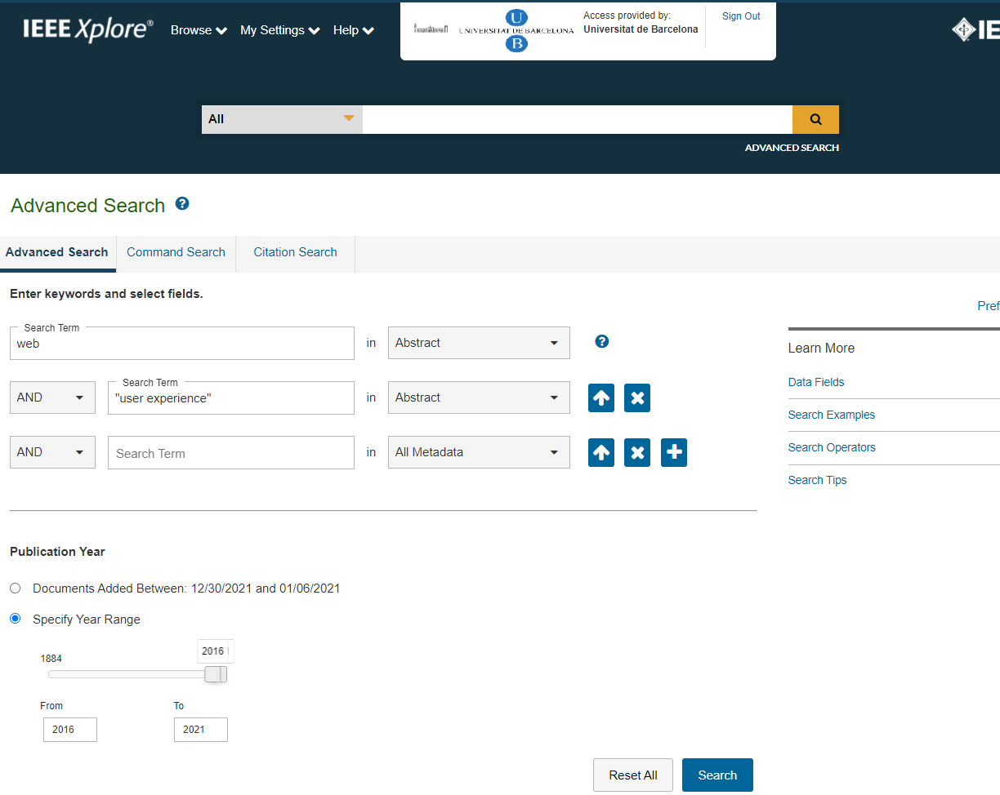 IEEE Xplore®
Browse
My Settings
Help
UNIVERSITAT DE BARCELONA
U
B
Access provided by:
Universitat de Barcelona
Sign Out
IE
All
ADVANCED SEARCH
Advanced Search ?
Advanced Search
Command Search
Citation Search
Enter keywords and select fields.
Pref
Search Term
web
in
Abstract
?
AND
Search Term
"user experience"
in
Abstract
AND
Search Term
in
All Metadata
Learn More
Data Fields
Search Examples
Search Operators
Search Tips
Publication Year
Documents Added Between: 12/30/2021 and 01/06/2021
Specify Year Range
1884
2016
From
To
2016
2021
Reset All
Search